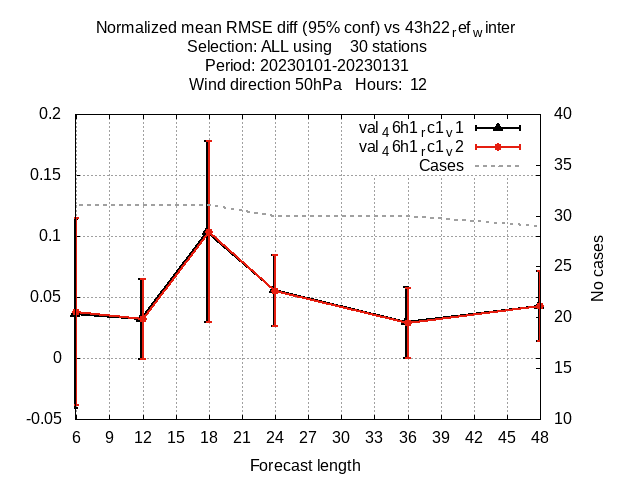 Normalized mean RMSE diff (95% conf) vs 43h22refwinter
Selection: ALL using 30 stations
Period: 20230101-20230131
Wind direction 50hPa Hours: 12
0.2 40
val46h1rc1v1
val46h1rc1v2
Cases
0.15 35
0.1 30
0.05 25
0 20
-0.05 15
10
No cases
6 9 12 15 18 21 24 27 30 33 36 39 42 45 48
Forecast length